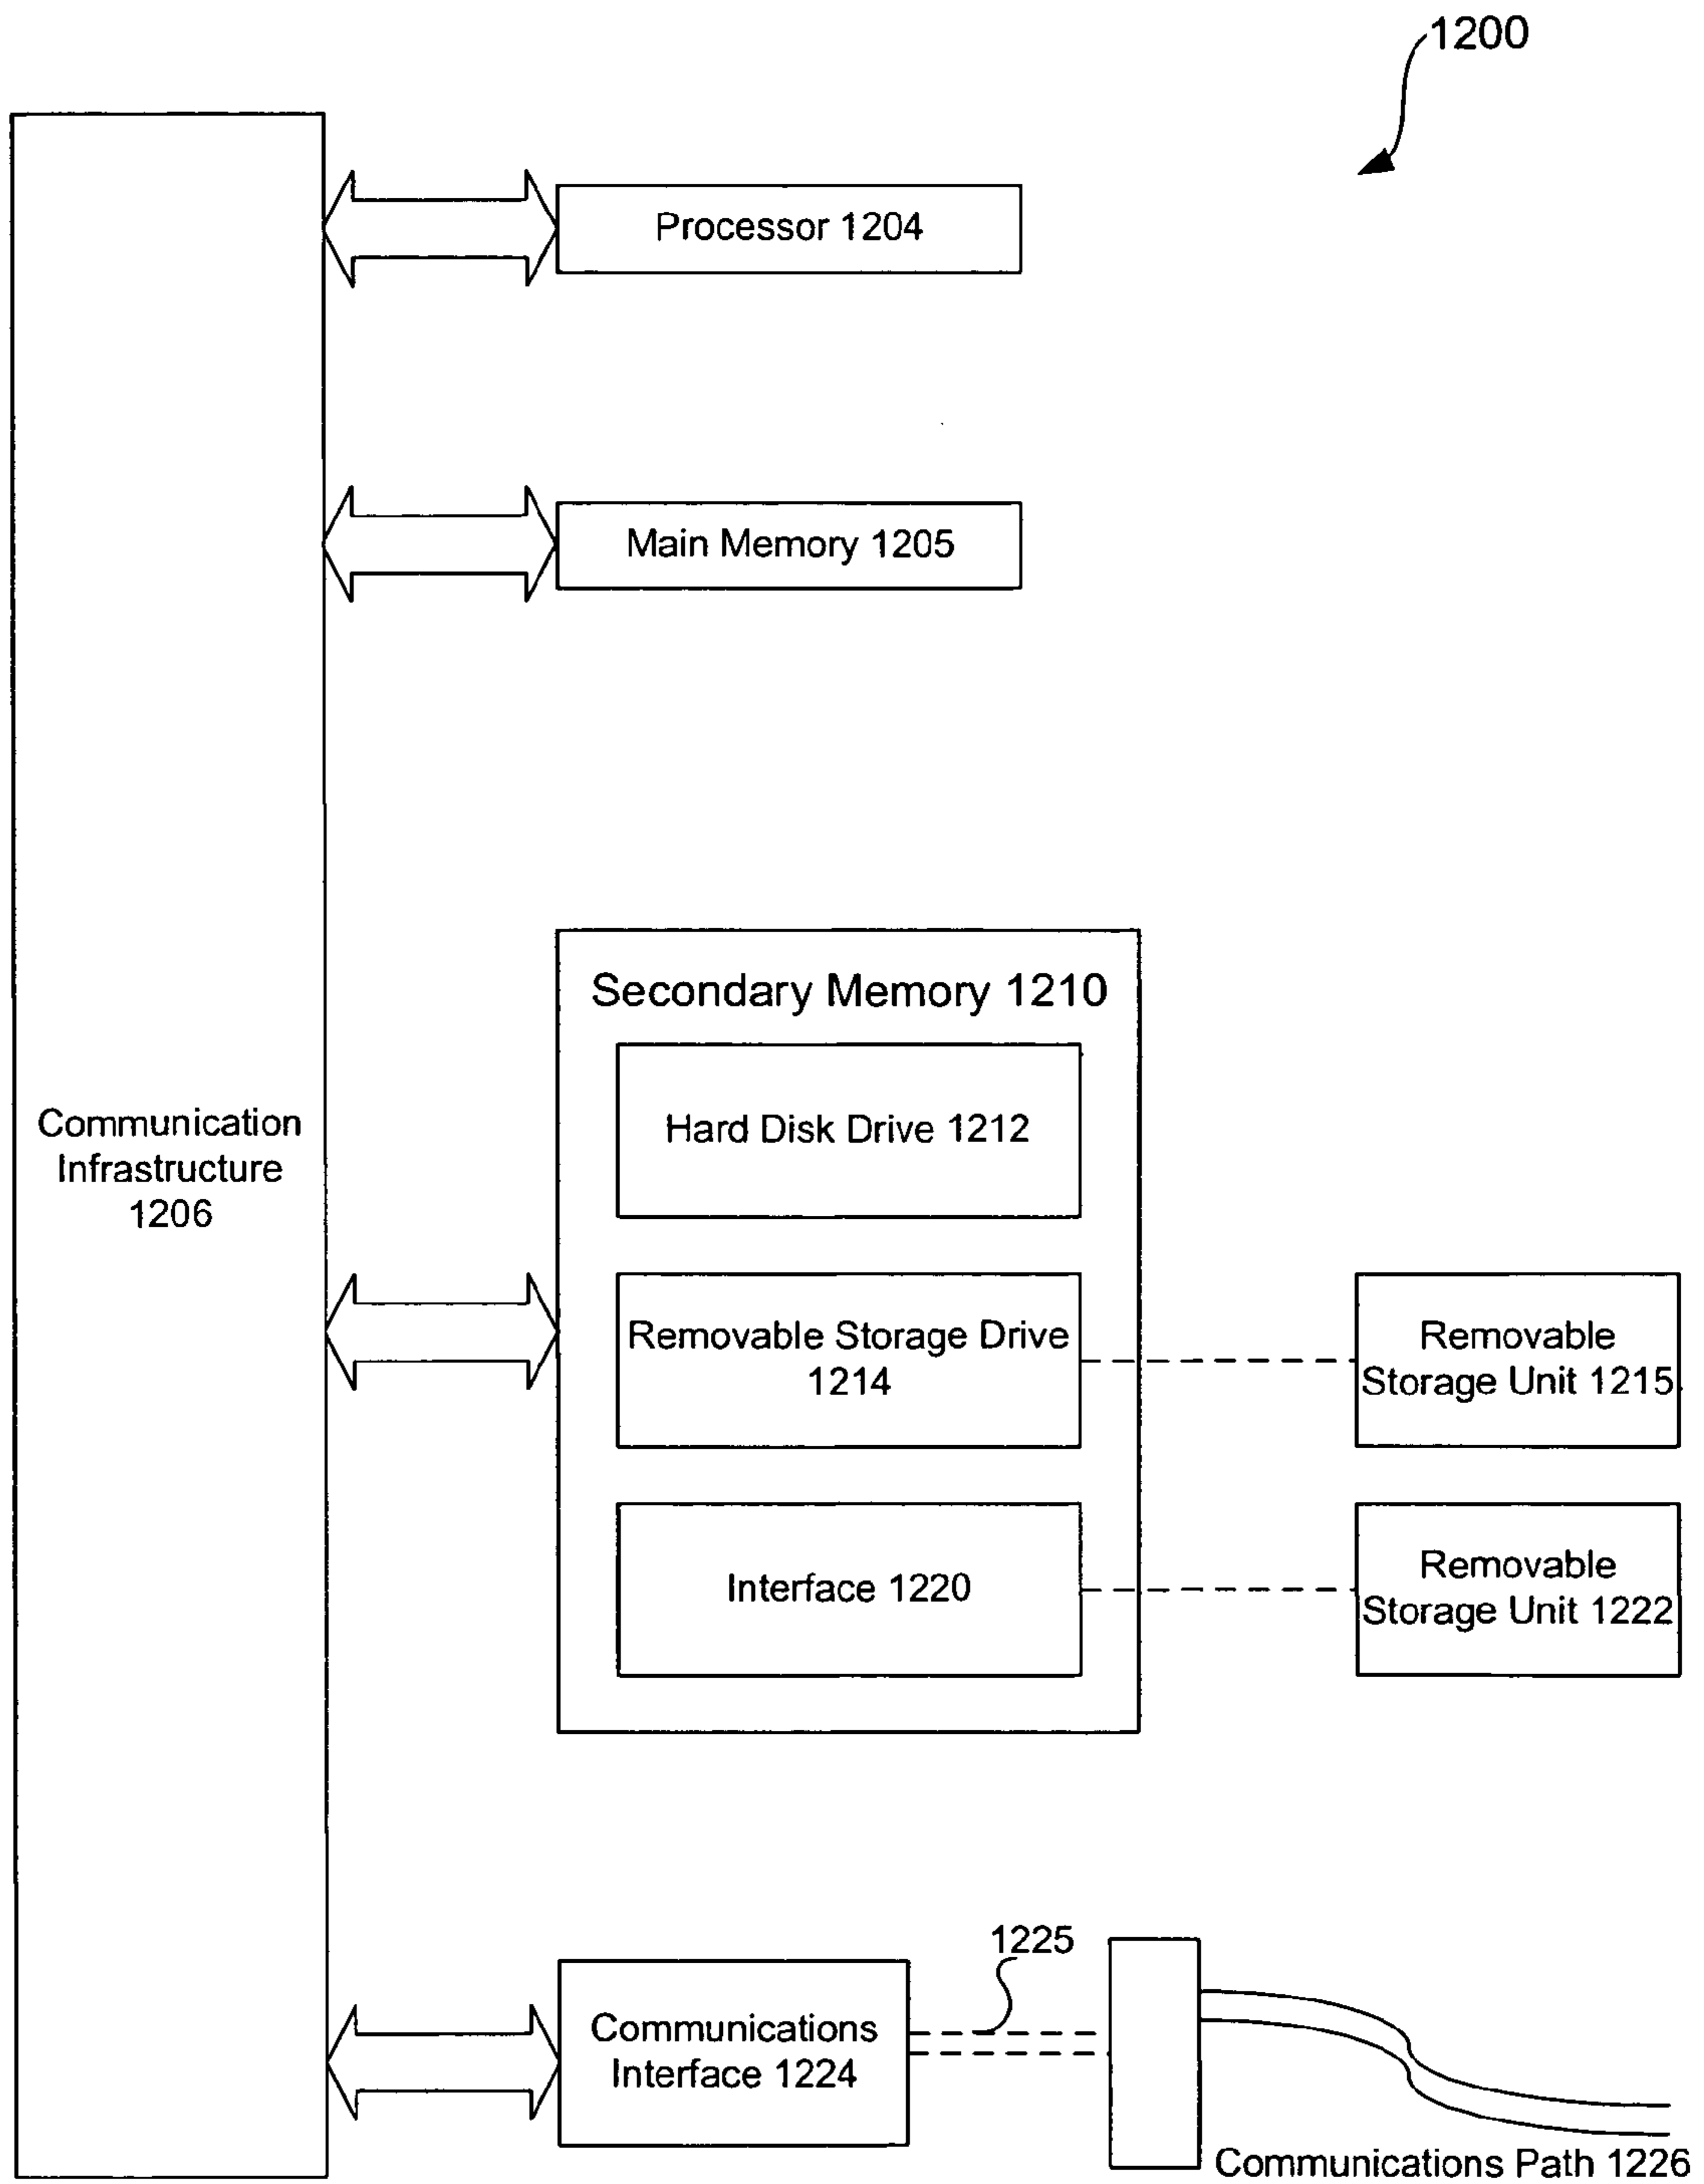 1200
Processor 1204
Main Memory 1205
Secondary Memory 1210
Hard Disk Drive 1212
Communication
Infrastructure
1206
Removable Storage Drive
1214
Removable
Storage Unit 1215
Interface 1220
Removable
Storage Unit 1222
1225
Communications
Interface 1224
Communications Path 1226